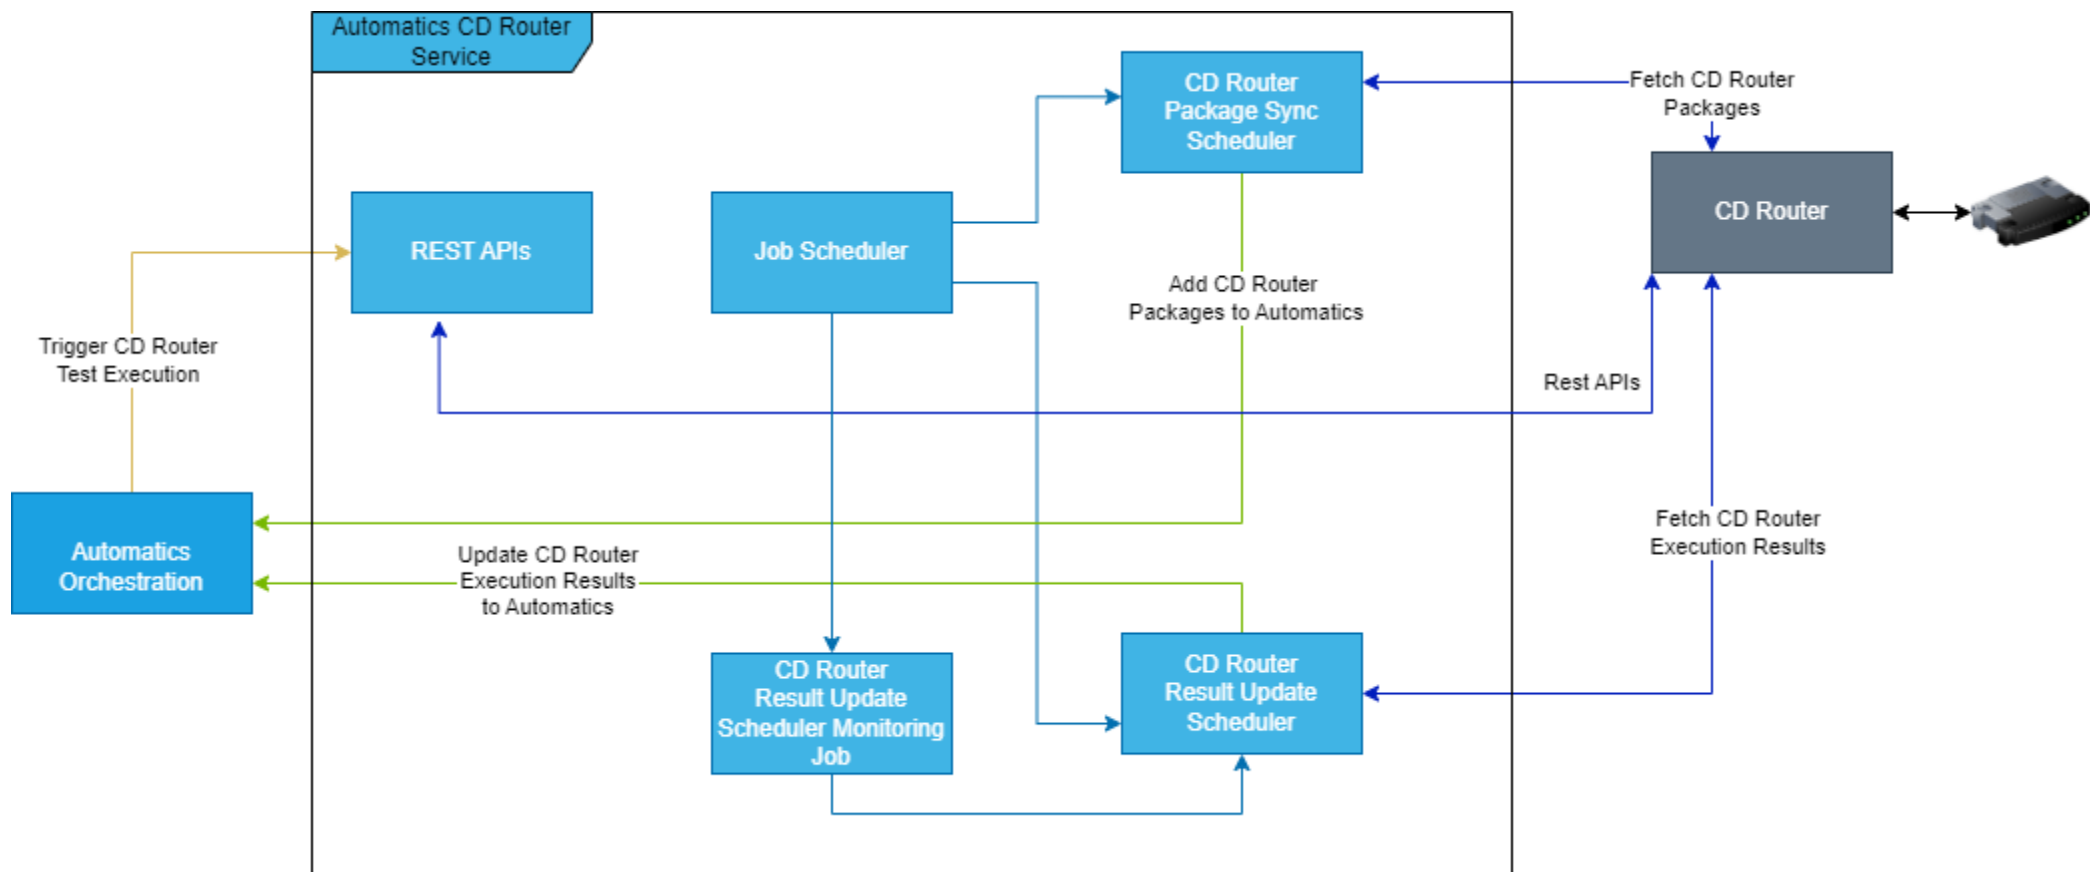 Automatics CD Router
Service
CD Router
Package Sync
Scheduler
Fetch CD Router
Packages
CD Router
REST APIs
Job Scheduler
Add CD Router
Packages to Automatics
Trigger CD Router
Test Execution
Rest APIs
Automatics
Orchestration
Update CD Router
Execution Results
to Automatics
Fetch CD Router
Execution Results
CD Router
Result Update
Scheduler Monitoring
Job
CD Router
Result Update
Scheduler